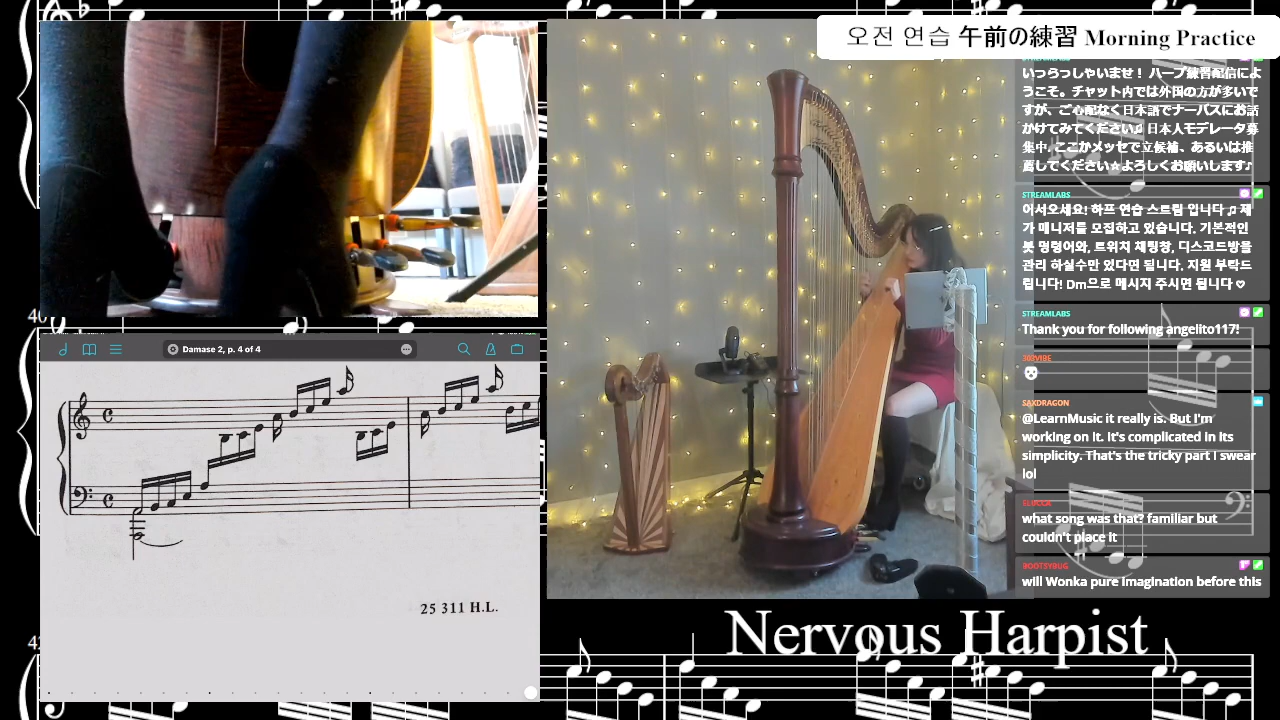 오전 연습 午前の練習 Morning Practice
STREAMLABS
いらっしゃいませ！ ハープ練習配信によ
うこそ。チャット内では外国の方が多いで
すが、ご心配なく日本語でナーバスにお話
かけてみてください♫ 日本人モデレータ募
集中。ここかメッセで立候補、あるいは推
薦してください☆よろしくお願いします♪
STREAMLABS
어서오세요! 하프 연습 스트림 입니다 ♫ 제
가 매니저를 모집하고 있습니다. 기본적인
봇 명령어와, 트위치 채팅창, 디스코드방을
관리 하실수만 있다면 됩니다. 지원 부탁드
립니다! Dm으로 메시지 주시면 됩니다 ♡
STREAMLABS
Thank you for following angelito117!
303VIBE
SAXDRAGON
@LearnMusic it really is. But I'm
working on it. It's complicated in its
simplicity. That's the tricky part I swear
lol
what song was that? familiar but
couldn't place it
BOOTSYBUG
will Wonka pure imagination before this
40
Damase 2, p. 4 of 4
25 311 H.L.
42
Nervous Harpist